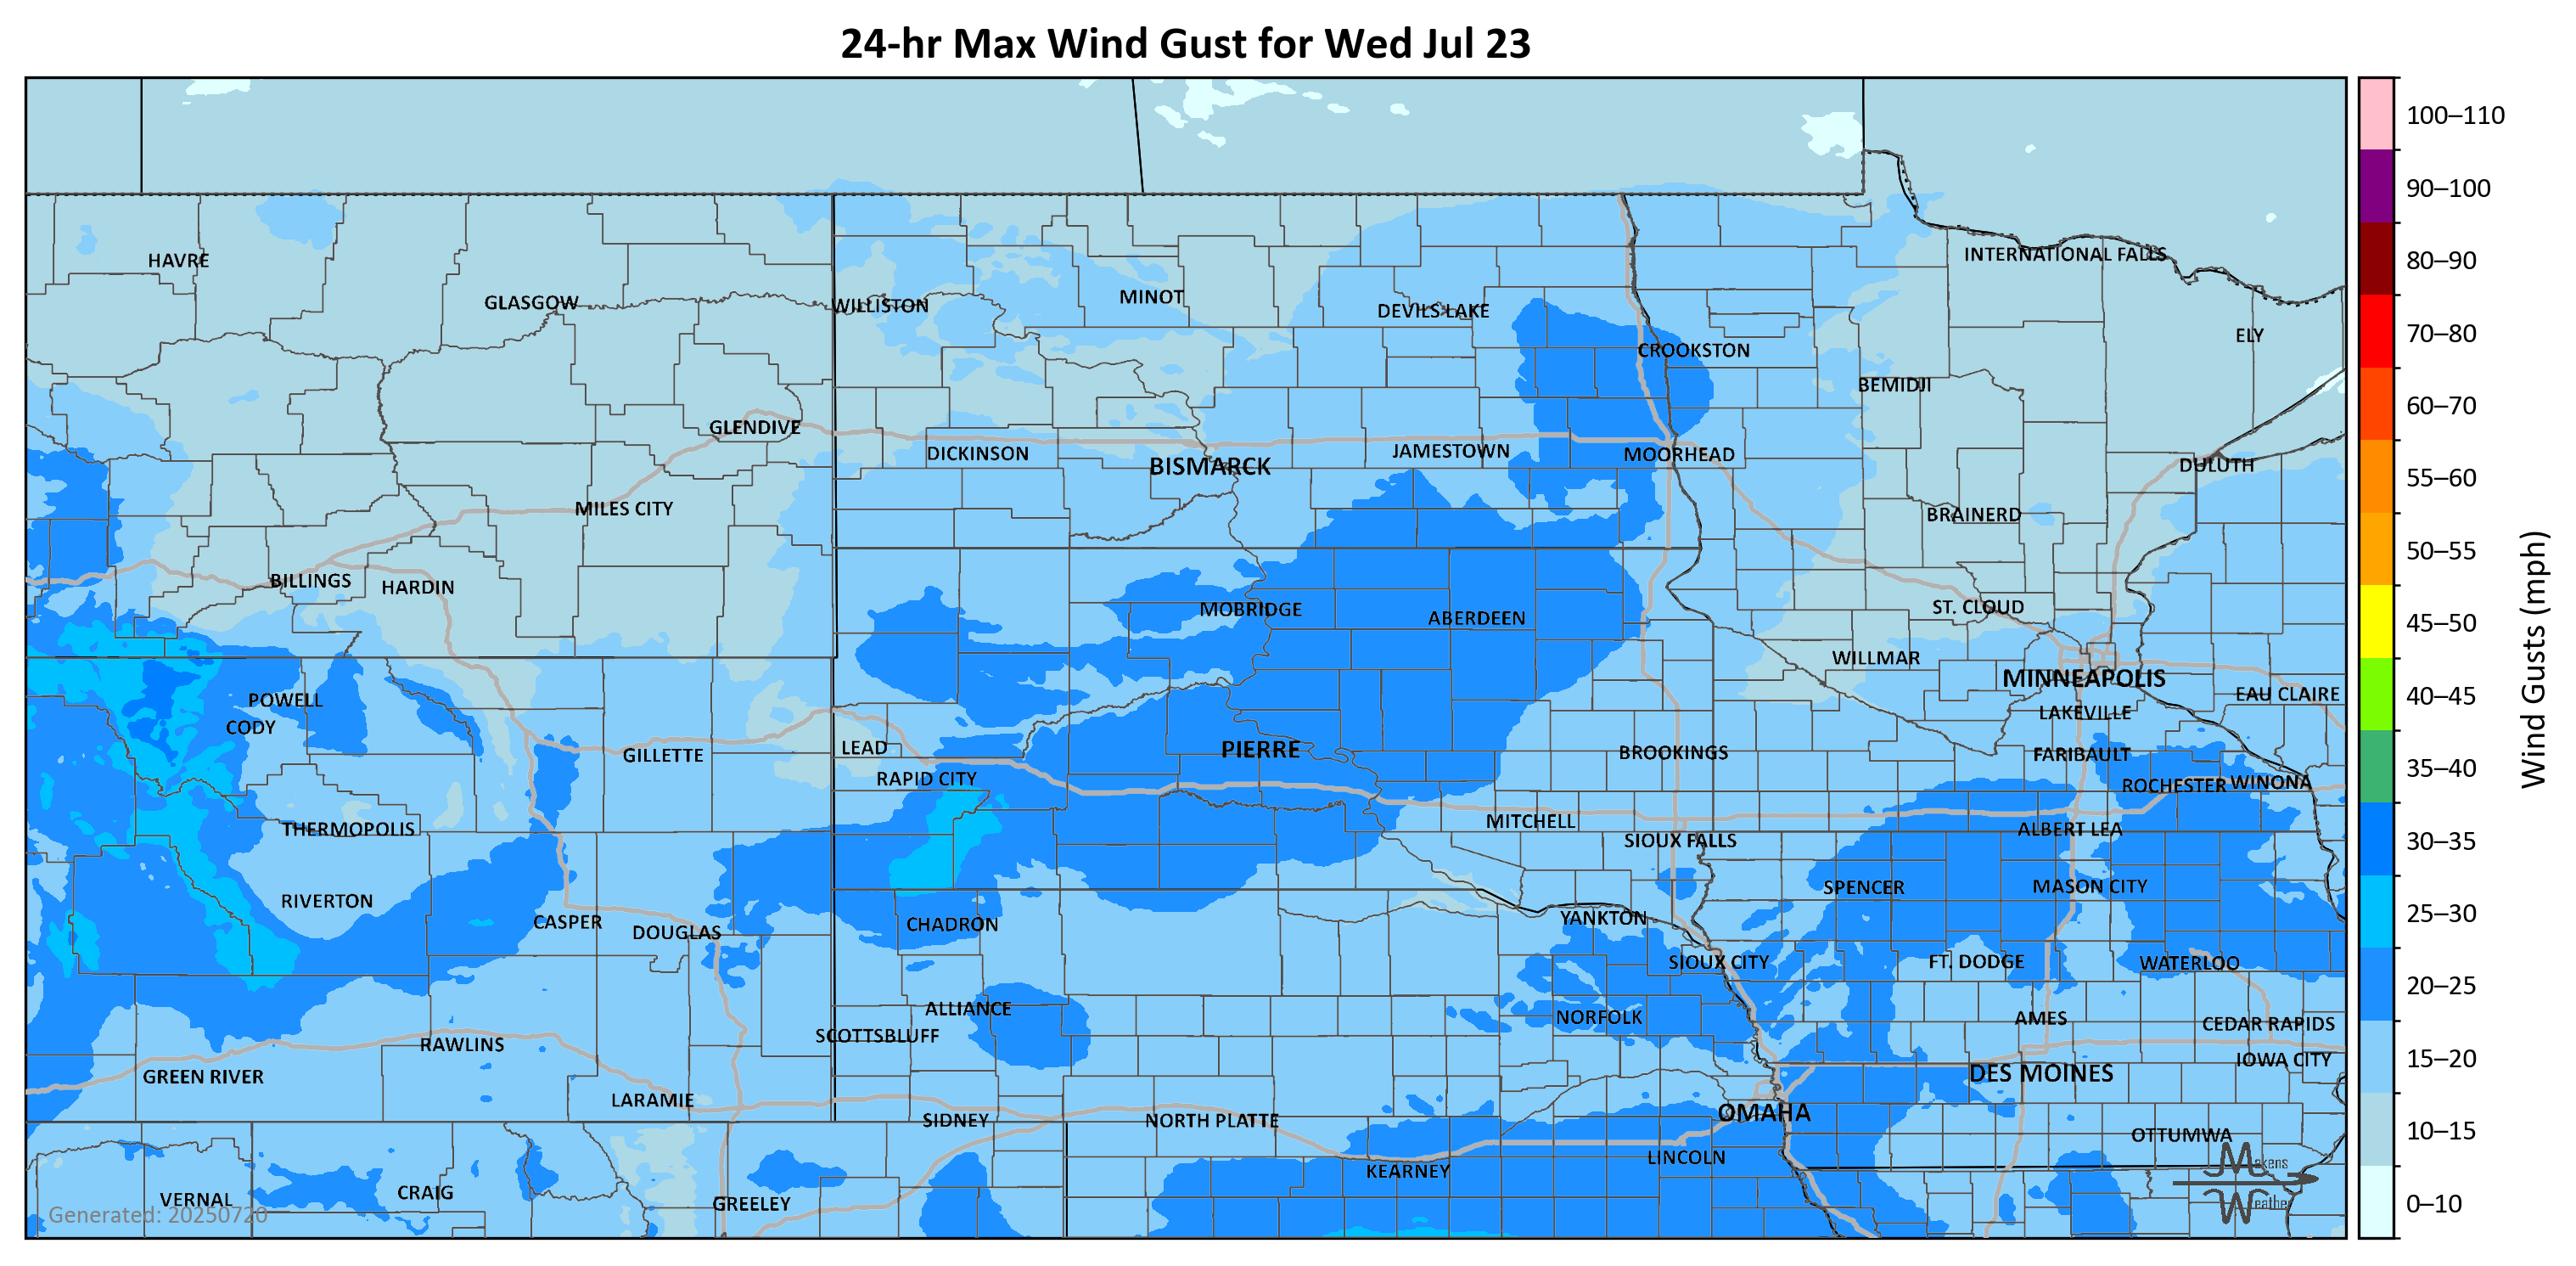 24-hr Max Wind Gust for Wed Jul 23
100–110
90–100
80–90
70–80
60–70
55–60
50–55
45–50
40–45
35–40
30–35
25–30
20–25
15–20
10–15
0–10
Wind Gusts (mph)
HAVRE
GLASGOW
WILLISTON
MINOT
DEVILS LAKE
INTERNATIONAL FALLS
ELY
CROOKSTON
BEMIDJI
GLENDIVE
DICKINSON
BISMARCK
JAMESTOWN
MOORHEAD
DULUTH
MILES CITY
BRAINERD
BILLINGS
HARDIN
MOBRIDGE
ABERDEEN
ST. CLOUD
WILLMAR
MINNEAPOLIS
EAU CLAIRE
POWELL
CODY
LAKEVILLE
GILLETTE
LEAD
PIERRE
BROOKINGS
FARIBAULT
RAPID CITY
ROCHESTER
WINONA
THERMOPOLIS
MITCHELL
SIOUX FALLS
ALBERT LEA
RIVERTON
SPENCER
MASON CITY
CASPER
DOUGLAS
CHADRON
YANKTON
SIOUX CITY
FT. DODGE
WATERLOO
ALLIANCE
SCOTTSBLUFF
NORFOLK
AMES
CEDAR RAPIDS
RAWLINS
IOWA CITY
GREEN RIVER
DES MOINES
LARAMIE
SIDNEY
NORTH PLATTE
OMAHA
OTTUMWA
KEARNEY
LINCOLN
VERNAL
CRAIG
GREELEY
Makens
Weather
Generated: 20250720